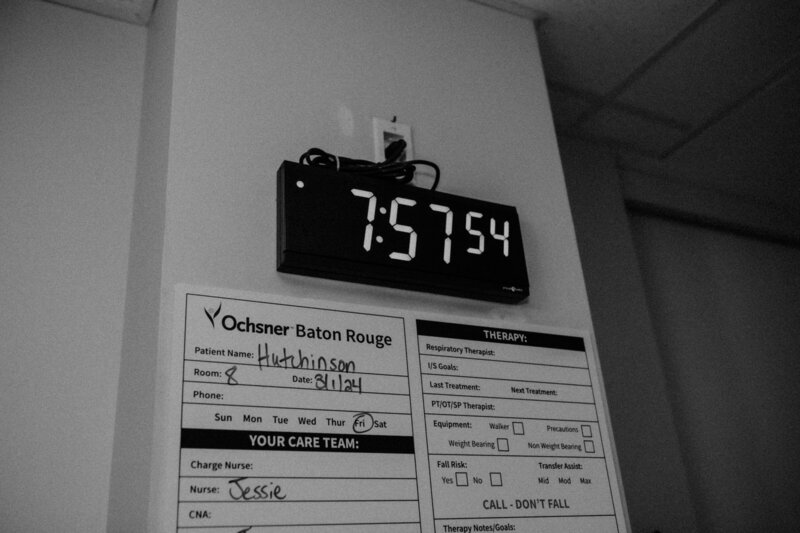 7:57 54
Ochsner Baton Rouge
Patient Name: Hutchinson
Room: 8 Date: 3/1/24
Phone:
Sun Mon Tue Wed Thur Fri Sat
YOUR CARE TEAM:
Charge Nurse:
Nurse: Jessie
CNA:
THERAPY:
Respiratory Therapist:
I/S Goals:
Last Treatment: Next Treatment:
PT/OT/SP Therapist:
Equipment: Walker Precautions
Weight Bearing Non Weight Bearing
Fall Risk: Transfer Assist:
Yes No Mid Mod Max
CALL - DON'T FALL
Therapy Notes/Goals: